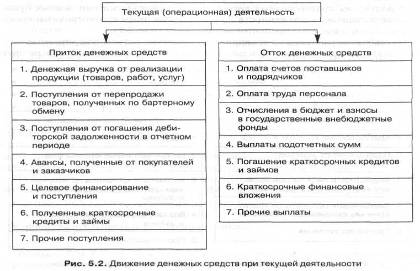 Текущая (операционная) деятельность
Приток денежных средств
1. Денежная выручка от реализации
продукции (товаров, работ, услуг)
2. Поступления от перепродажи
товаров, полученных по бартерному
обмену
3. Поступления от погашения деби-
торской задолженности в отчетном
периоде
4. Авансы, полученные от покупателей
и заказчиков
5. Целевое финансирование
и поступления
6. Полученные краткосрочные
кредиты и займы
7. Прочие поступления
Отток денежных средств
1. Оплата счетов поставщиков
и подрядчиков
2. Оплата труда персонала
3. Отчисления в бюджет и взносы
в государственные внебюджетные
фонды
4. Выплаты подотчетных сумм
5. Погашение краткосрочных кредитов
и займов
6. Краткосрочные финансовые
вложения
7. Прочие выплаты
Рис. 5.2. Движение денежных средств при текущей деятельности